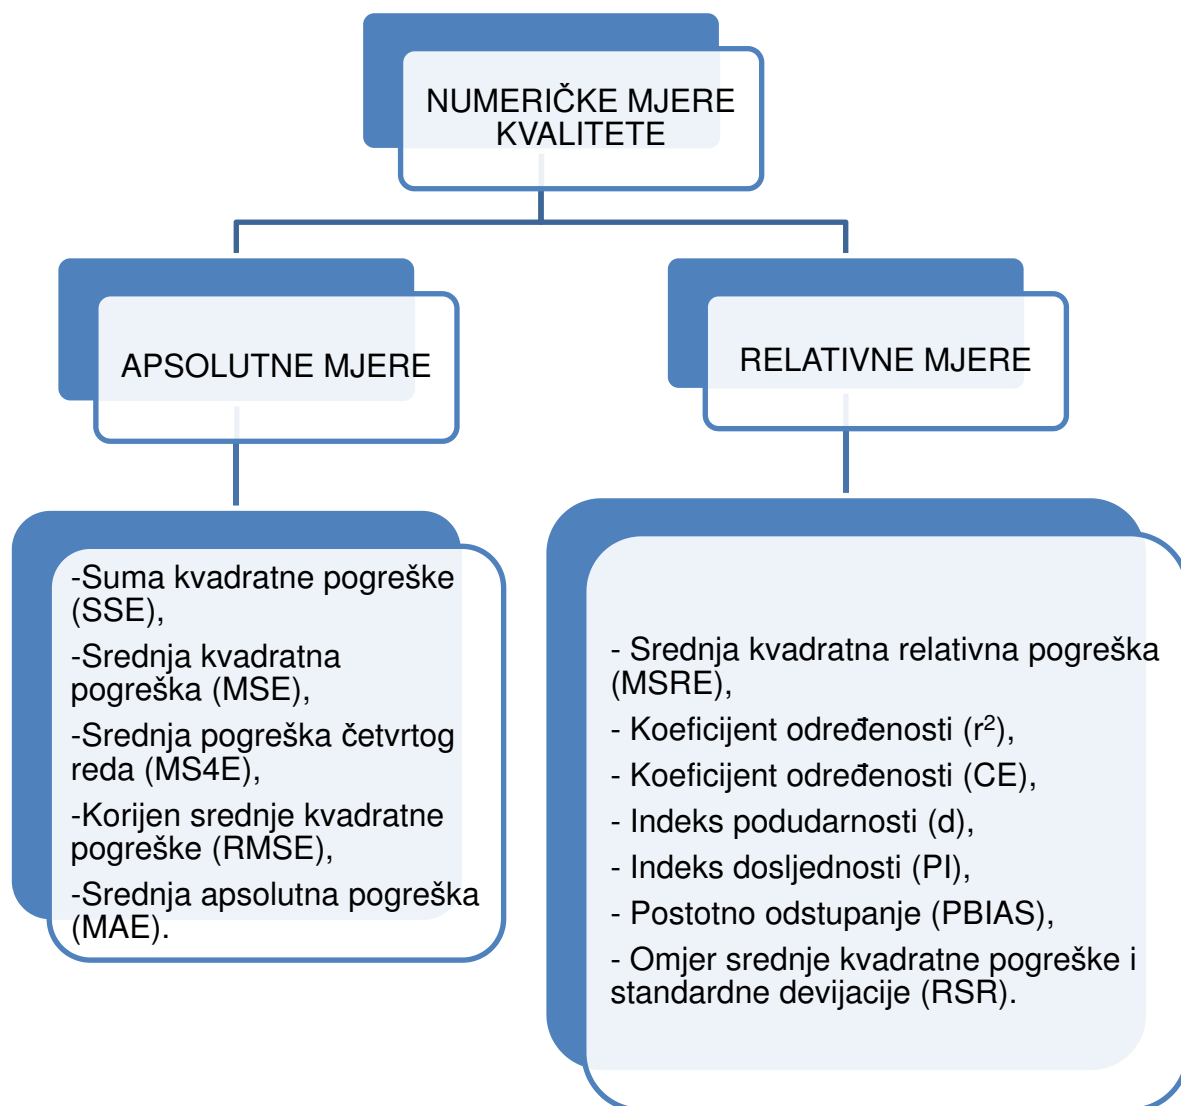 NUMERIČKE MJERE
KVALITETE
APSOLUTNE MJERE
RELATIVNE MJERE
-Suma kvadratne pogreške
(SSE),
-Srednja kvadratna
pogreška (MSE),
-Srednja pogreška četvrtog
reda (MS4E),
-Korijen srednje kvadratne
pogreške (RMSE),
-Srednja apsolutna pogreška
(MAE).
- Srednja kvadratna relativna pogreška
(MSRE),
- Koeficijent određenosti (r²),
- Koeficijent određenosti (CE),
- Indeks podudarnosti (d),
- Indeks dosljednosti (PI),
- Postotno odstupanje (PBIAS),
- Omjer srednje kvadratne pogreške i
standardne devijacije (RSR).